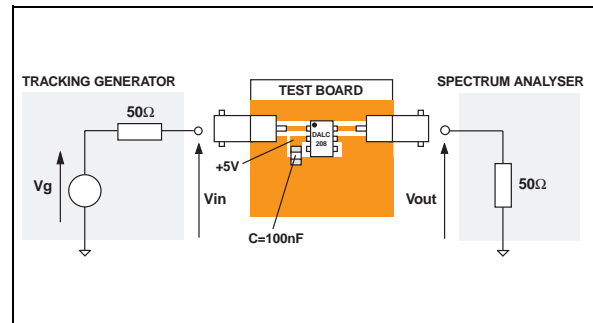 TRACKING GENERATOR
TEST BOARD
SPECTRUM ANALYSER
50Ω
DALC
208
+5V
Vg
Vin
Vout
50Ω
C=100nF